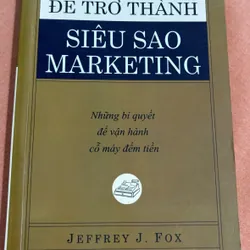 ĐỂ TRỞ THÀNH
SIÊU SAO
MARKETING
Những bí quyết
để vận hành
cỗ máy đếm tiền
JEFFREY J. FOX